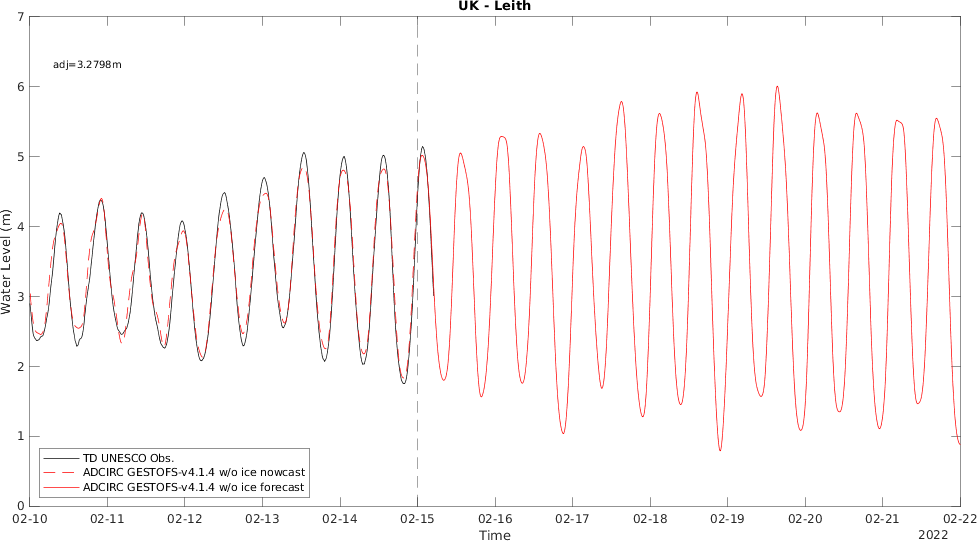 UK - Leith
7
adj=3.2798m
6
5
4
3
2
1
0
Water Level (m)
TD UNESCO Obs.
ADCIRC GESTOFS-v4.1.4 w/o ice nowcast
ADCIRC GESTOFS-v4.1.4 w/o ice forecast
02-10 02-11 02-12 02-13 02-14 02-15 02-16 02-17 02-18 02-19 02-20 02-21 02-22
Time
2022